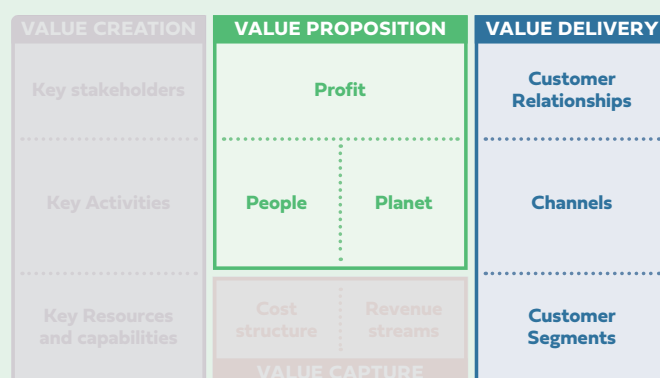 VALUE CREATION
Key stakeholders
Key Activities
Key Resources
and capabilities
VALUE PROPOSITION
Profit
People
Planet
Cost
structure
Revenue
streams
VALUE CAPTURE
VALUE DELIVERY
Customer
Relationships
Channels
Customer
Segments